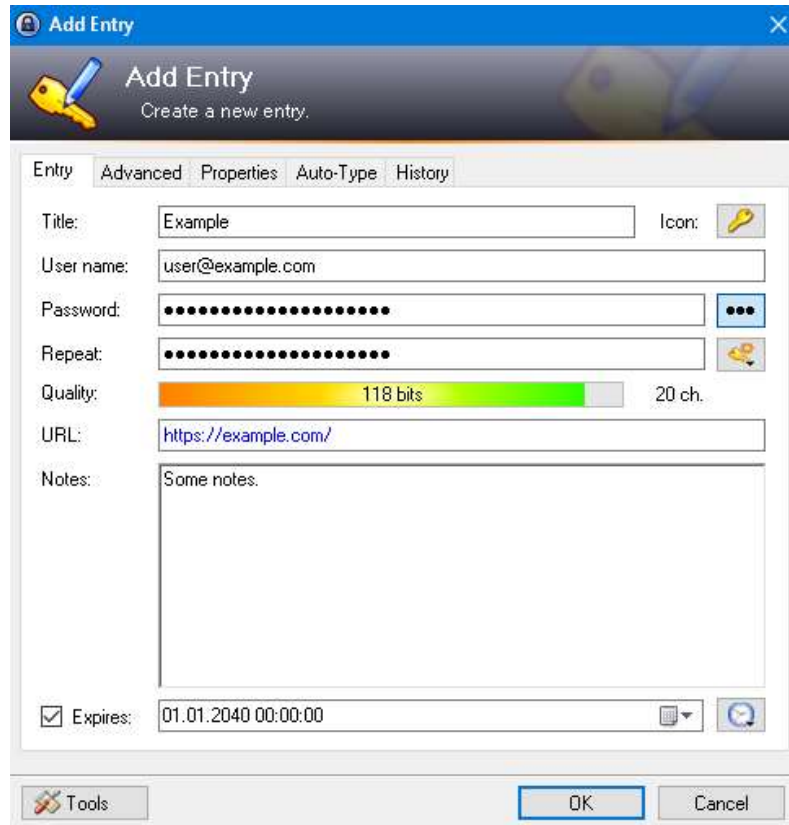 Add Entry
Add Entry
Create a new entry.
Entry Advanced Properties Auto-Type History
Title: Example Icon:
User name: user@example.com
Password: ●●●●●●●●●●●●●●●●●●●● ●●●
Repeat: ●●●●●●●●●●●●●●●●●●●●
Quality: 118 bits 20 ch.
URL: https://example.com/
Notes: Some notes.
Expires: 01.01.2040 00:00:00
Tools OK Cancel